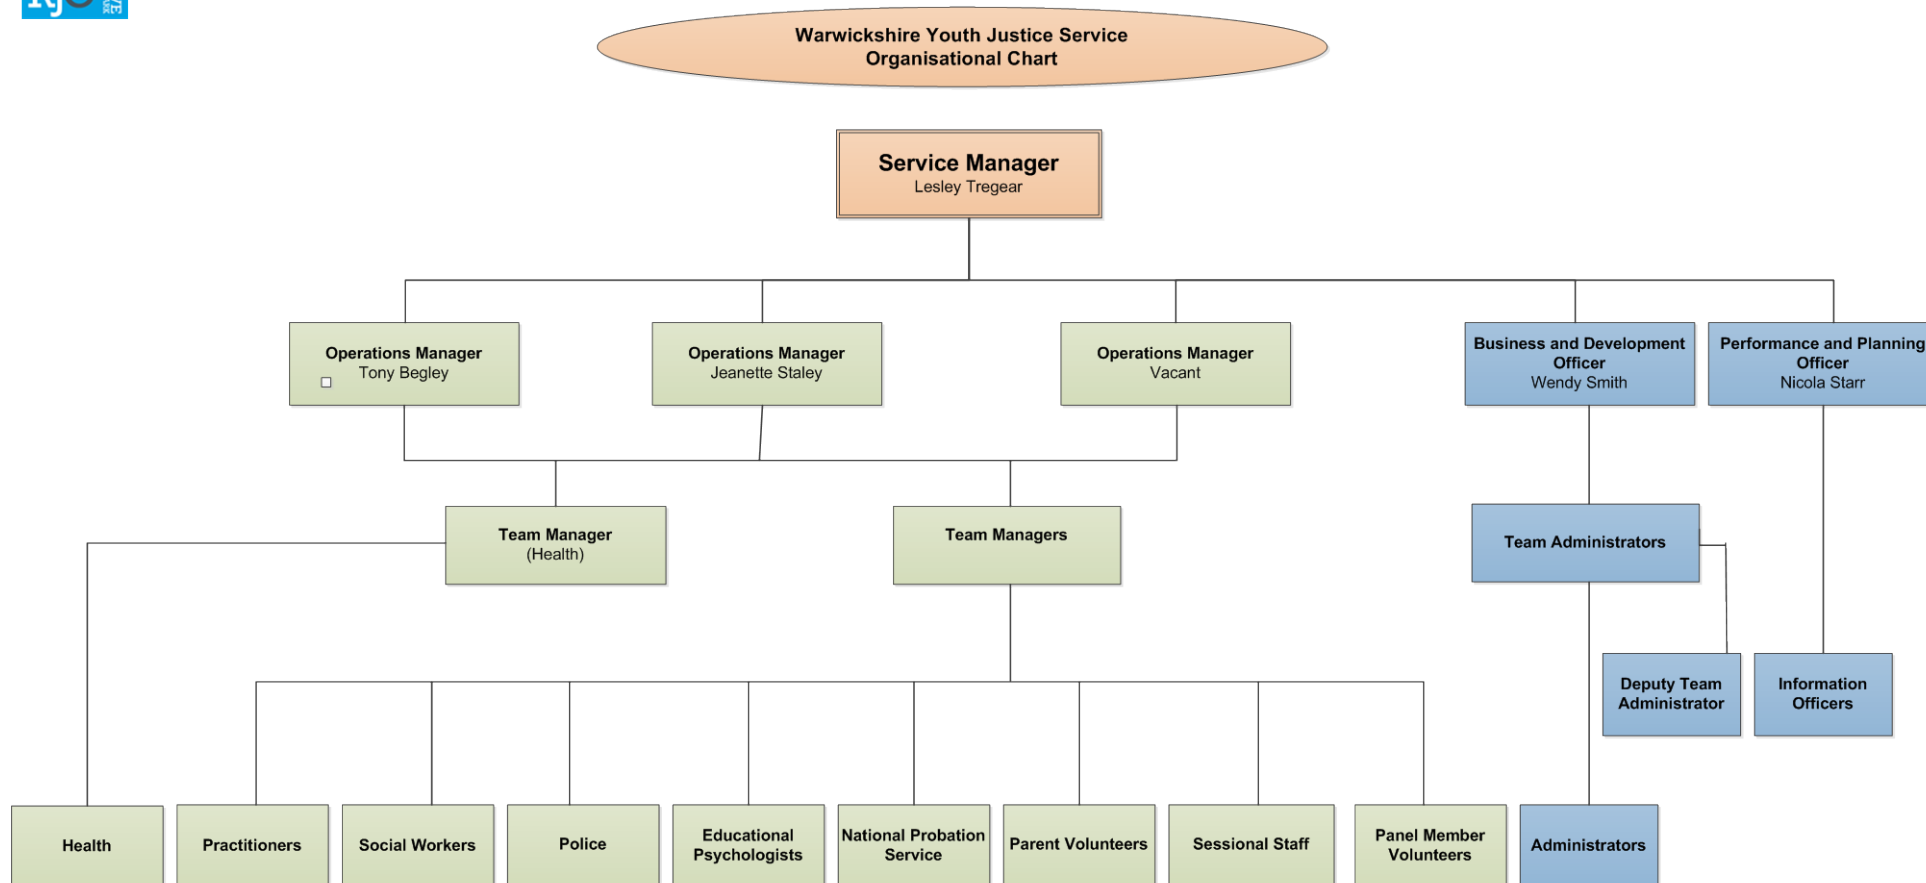 Warwickshire Youth Justice Service
Organisational Chart
Service Manager
Lesley Tregear
Operations Manager
Tony Begley
Operations Manager
Jeanette Staley
Operations Manager
Vacant
Business and Development
Officer
Wendy Smith
Performance and Planning
Officer
Nicola Starr
Team Manager
(Health)
Team Managers
Team Administrators
Deputy Team
Administrator
Information
Officers
Health
Practitioners
Social Workers
Police
Educational
Psychologists
National Probation
Service
Parent Volunteers
Sessional Staff
Panel Member
Volunteers
Administrators